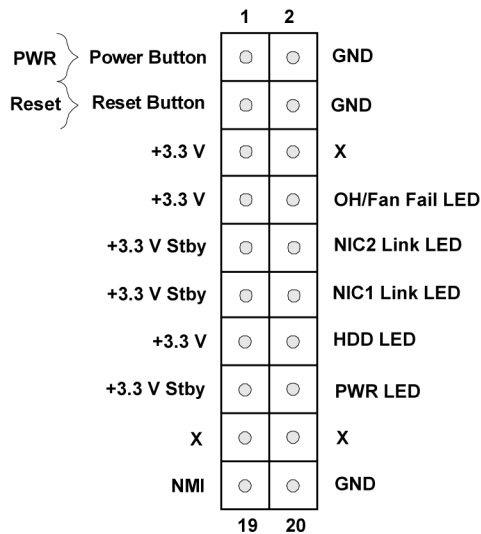 1 2
PWR Power Button GND
Reset Reset Button GND
+3.3 V X
+3.3 V OH/Fan Fail LED
+3.3 V Stby NIC2 Link LED
+3.3 V Stby NIC1 Link LED
+3.3 V HDD LED
+3.3 V Stby PWR LED
X X
NMI GND
19 20